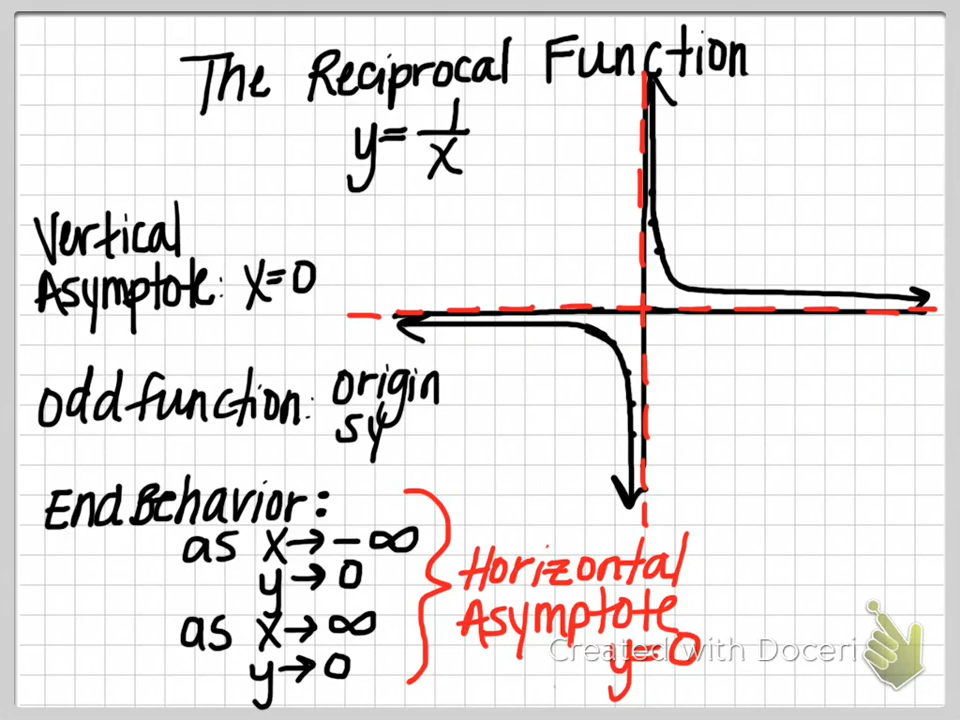 The Reciprocal Function
y = 1/x
Vertical
Asymptote: x=0
Odd function: origin
sy
End Behavior:
as x→-∞
y→0
as x→∞
y→0
Horizontal
Asymptote
y=0
Created with Doceri